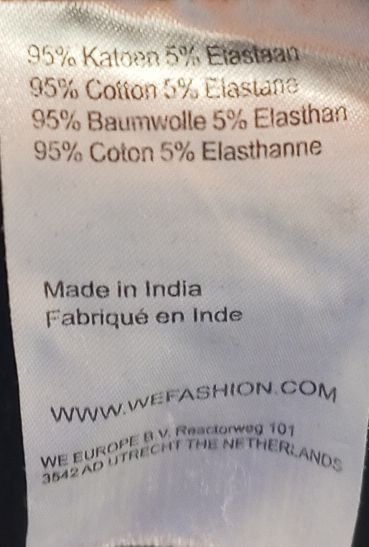 95% Katoen 5% Elastaan
95% Cotton 5% Elastane
95% Baumwolle 5% Elasthan
95% Coton 5% Elasthanne
Made in India
Fabriqué en Inde
WWW.WEFASHION.COM
WE EUROPE B.V. Reactorweg 101
3542 AD UTRECHT THE NETHERLANDS